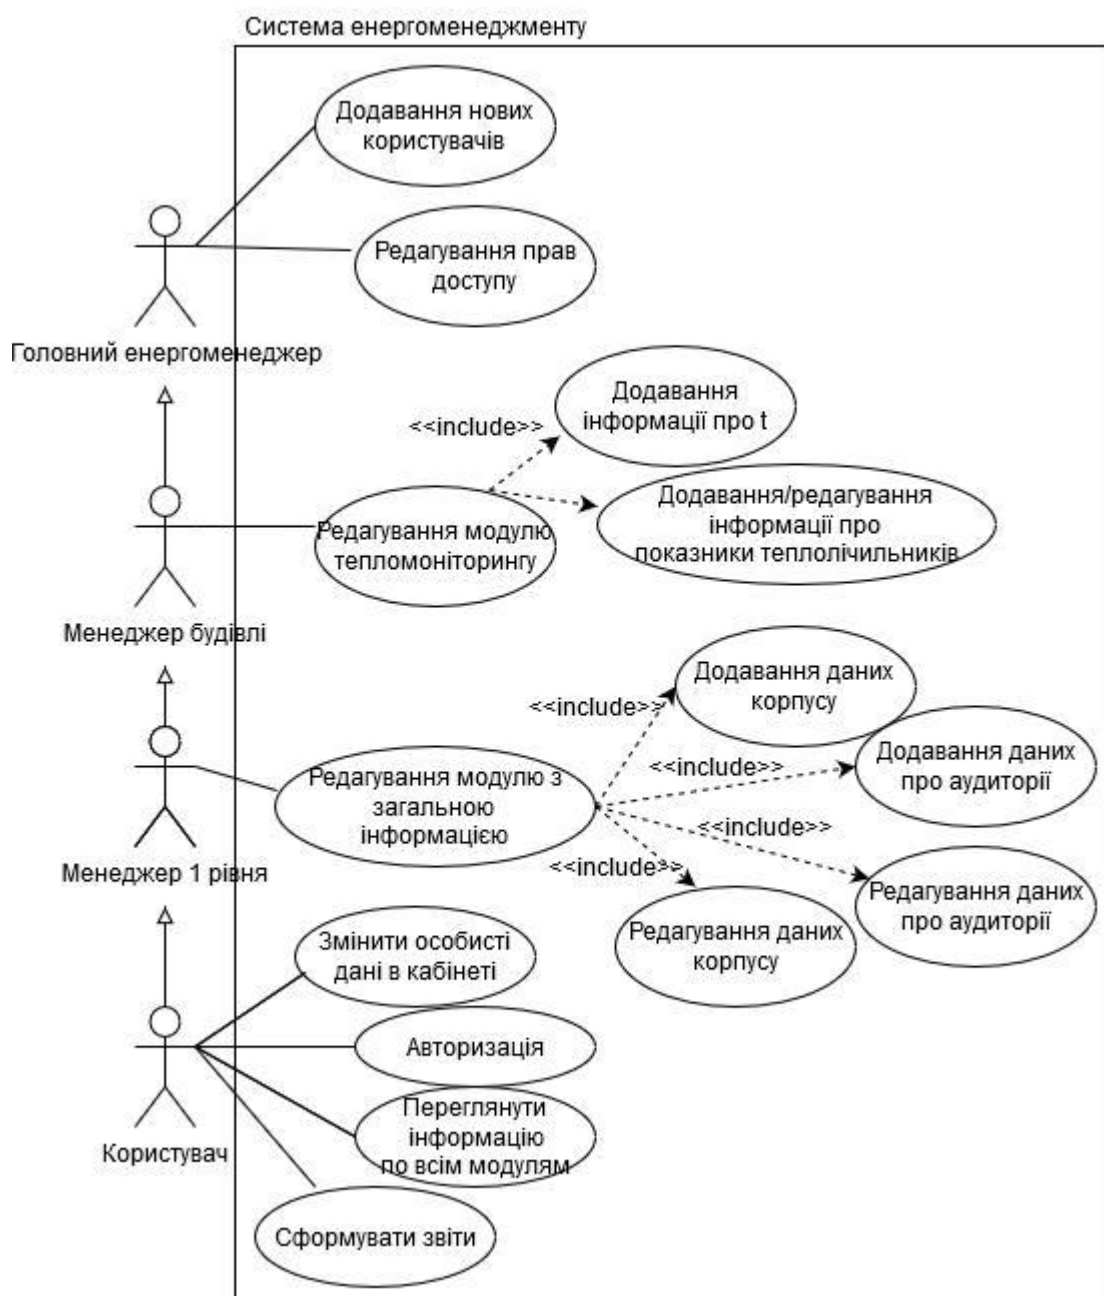 Система енергоменеджменту
Додавання нових
користувачів
Редагування прав
доступу
Головний енергоменеджер
Додавання
інформації про t
<<include>>
Додавання/редагування
інформації про
показники теплолічильників
Редагування модулю
тепломоніторингу
Менеджер будівлі
Додавання даних
корпусу
<<include>>
Додавання даних
про аудиторії
<<include>>
Редагування модулю з
загальною
інформацією
<<include>>
<<include>>
Менеджер 1 рівня
Редагування даних
про аудиторії
Редагування даних
корпусу
Змінити особисті
дані в кабінеті
Авторизація
Переглянути
інформацію
по всім модулям
Користувач
Сформувати звіти